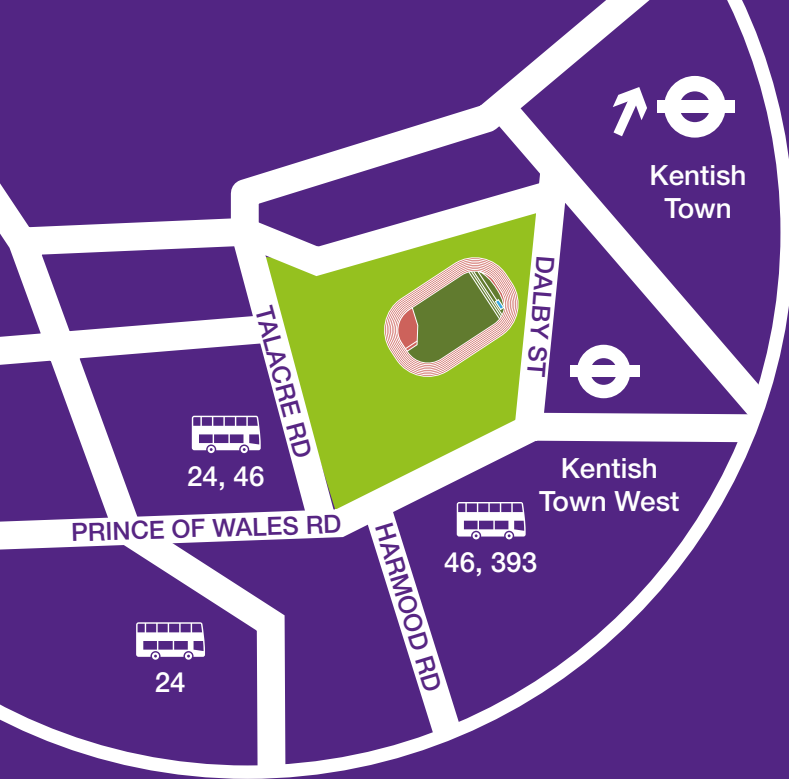 Kentish
Town
DALBY ST
TALACRE RD
24, 46
Kentish
Town West
PRINCE OF WALES RD
46, 393
HARMOOD RD
24